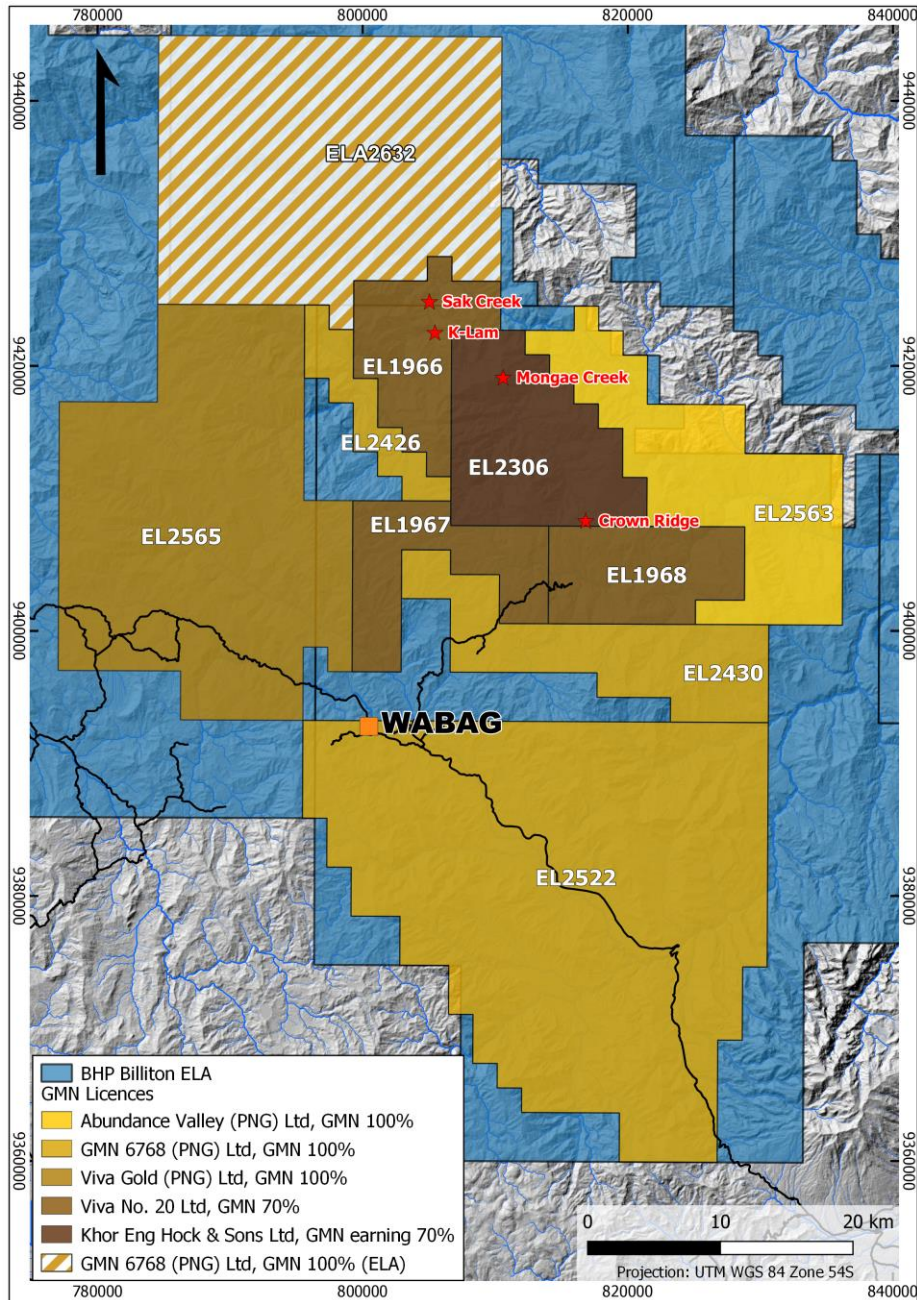 780000
800000
820000
840000
9440000
9440000
ELA2632
Sak Creek
K-Lam
9420000
9420000
EL1966
Mongae Creek
EL2426
EL2306
EL2563
EL1967
Crown Ridge
EL2565
EL1968
9400000
9400000
EL2430
WABAG
EL2522
9380000
9380000
BHP Billiton ELA
GMN Licences
Abundance Valley (PNG) Ltd, GMN 100%
GMN 6768 (PNG) Ltd, GMN 100%
Viva Gold (PNG) Ltd, GMN 100%
Viva No. 20 Ltd, GMN 70%
Khor Eng Hock & Sons Ltd, GMN earning 70%
GMN 6768 (PNG) Ltd, GMN 100% (ELA)
9360000
9360000
0 10 20 km
Projection: UTM WGS 84 Zone 54S
780000
800000
820000
840000